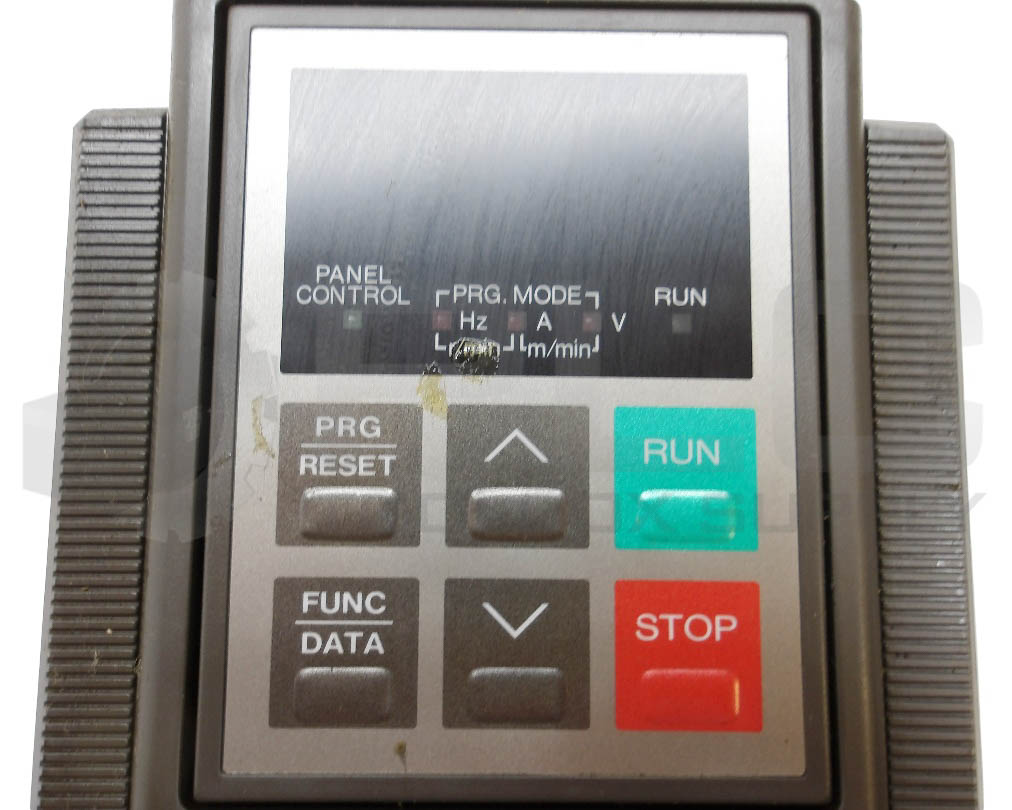 PANEL
CONTROL
PRG. MODE
RUN
Hz A V
m/min
PRG
RESET
RUN
FUNC
DATA
STOP